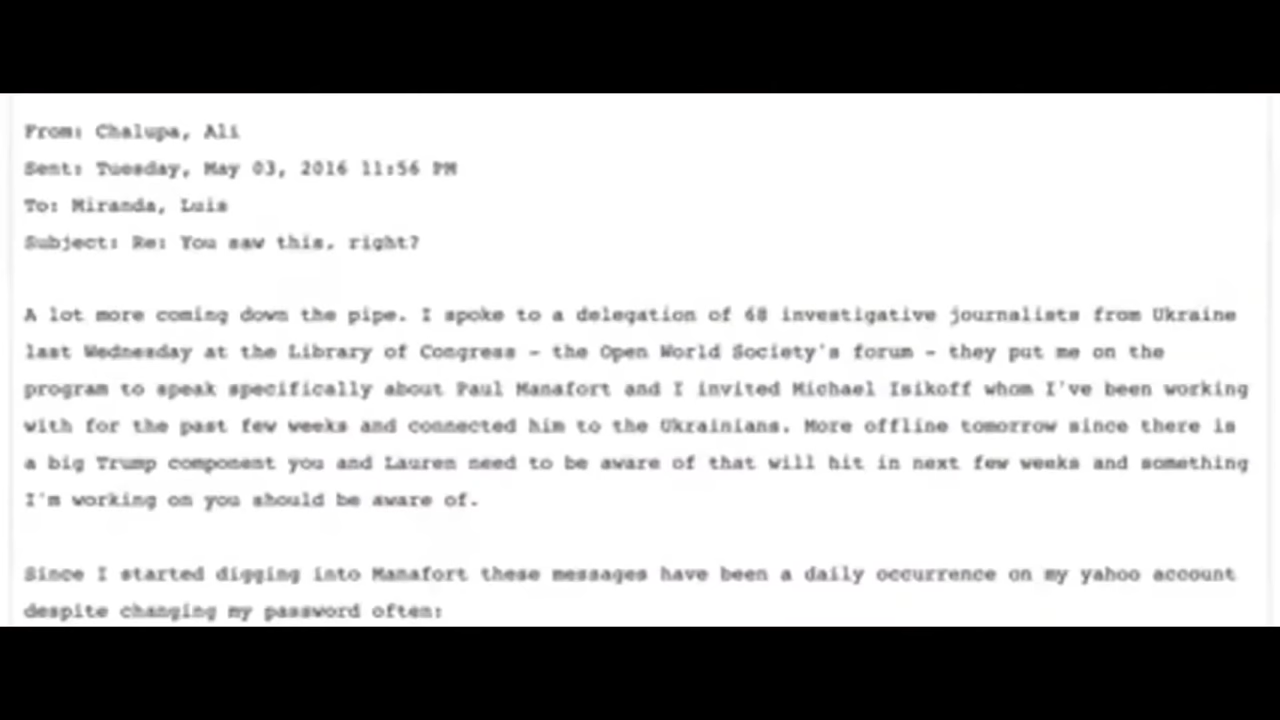 From: Chalupa, Ali
Sent: Tuesday, May 03, 2016 11:56 PM
To: Miranda, Luis
Subject: Re: You saw this, right?
A lot more coming down the pipe. I spoke to a delegation of 68 investigative journalists from Ukraine
last Wednesday at the Library of Congress - the Open World Society's forum - they put me on the
program to speak specifically about Paul Manafort and I invited Michael Isikoff whom I've been working
with for the past few weeks and connected him to the Ukrainians. More offline tomorrow since there is
a big Trump component you and Lauren need to be aware of that will hit in next few weeks and something
I'm working on you should be aware of.
Since I started digging into Manafort these messages have been a daily occurrence on my yahoo account
despite changing my password often: